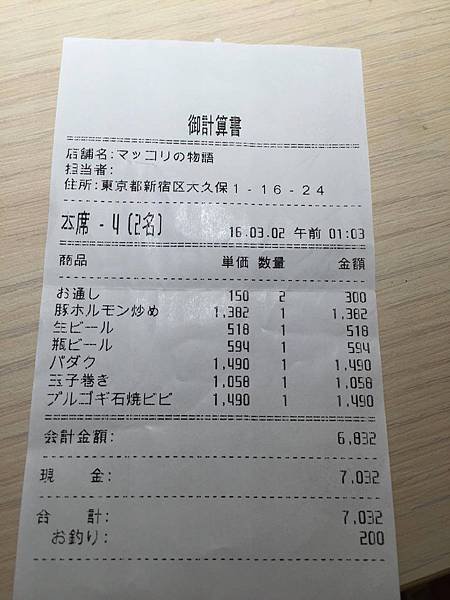 御計算書
店舗名:マッコリの物語
担当者:
住所:東京都新宿区大久保1-16-24
本席 - 4 (2名) 16.03.02 午前 01:03
商品 単価 数量 金額
お通し 150 2 300
豚ホルモン炒め 1,382 1 1,382
生ビール 518 1 518
瓶ビール 594 1 594
パダク 1,490 1 1,490
玉子巻き 1,058 1 1,058
プルゴギ石焼ビビ 1,490 1 1,490
会計金額: 6,832
現 金: 7,032
合 計: 7,032
お釣り: 200